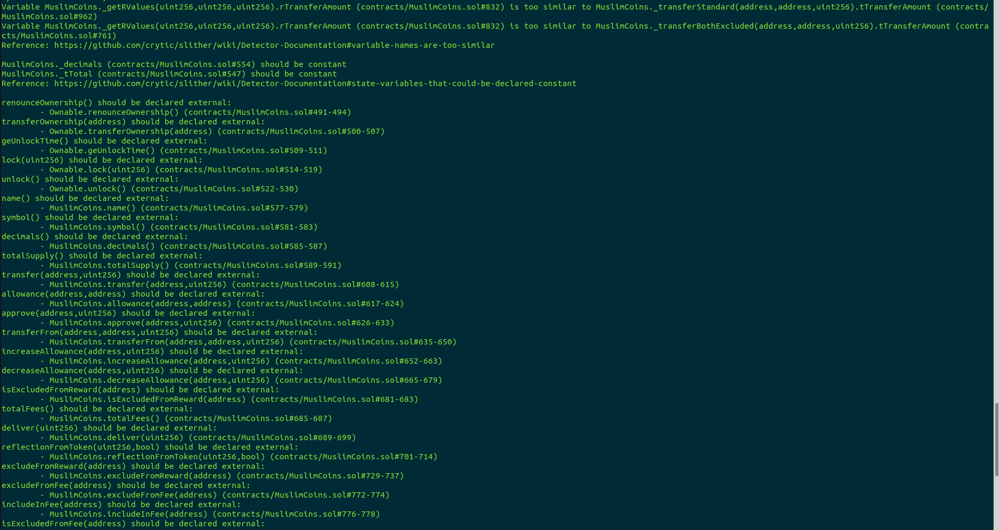 Variable MuslimCoins._getRValues(uint256,uint256,uint256).rTransferAmount (contracts/MuslimCoins.sol#832) is too similar to MuslimCoins._transferStandard(address,address,uint256).tTransferAmount (contracts/
MuslimCoins.sol#962)
Variable MuslimCoins._getRValues(uint256,uint256,uint256).rTransferAmount (contracts/MuslimCoins.sol#832) is too similar to MuslimCoins._transferBothExcluded(address,address,uint256).tTransferAmount (contra
cts/MuslimCoins.sol#761)
Reference: https://github.com/crytic/slither/wiki/Detector-Documentation#variable-names-are-too-similar
MuslimCoins._decimals (contracts/MuslimCoins.sol#554) should be constant
MuslimCoins._tTotal (contracts/MuslimCoins.sol#547) should be constant
Reference: https://github.com/crytic/slither/wiki/Detector-Documentation#state-variables-that-could-be-declared-constant
renounceOwnership() should be declared external:
- Ownable.renounceOwnership() (contracts/MuslimCoins.sol#491-494)
transferOwnership(address) should be declared external:
- Ownable.transferOwnership(address) (contracts/MuslimCoins.sol#500-507)
geUnlockTime() should be declared external:
- Ownable.geUnlockTime() (contracts/MuslimCoins.sol#509-511)
lock(uint256) should be declared external:
- Ownable.lock(uint256) (contracts/MuslimCoins.sol#514-519)
unlock() should be declared external:
- Ownable.unlock() (contracts/MuslimCoins.sol#522-530)
name() should be declared external:
- MuslimCoins.name() (contracts/MuslimCoins.sol#577-579)
symbol() should be declared external:
- MuslimCoins.symbol() (contracts/MuslimCoins.sol#581-583)
decimals() should be declared external:
- MuslimCoins.decimals() (contracts/MuslimCoins.sol#585-587)
totalSupply() should be declared external:
- MuslimCoins.totalSupply() (contracts/MuslimCoins.sol#589-591)
transfer(address,uint256) should be declared external:
- MuslimCoins.transfer(address,uint256) (contracts/MuslimCoins.sol#608-615)
allowance(address,address) should be declared external:
- MuslimCoins.allowance(address,address) (contracts/MuslimCoins.sol#617-624)
approve(address,uint256) should be declared external:
- MuslimCoins.approve(address,uint256) (contracts/MuslimCoins.sol#626-633)
transferFrom(address,address,uint256) should be declared external:
- MuslimCoins.transferFrom(address,address,uint256) (contracts/MuslimCoins.sol#635-650)
increaseAllowance(address,uint256) should be declared external:
- MuslimCoins.increaseAllowance(address,uint256) (contracts/MuslimCoins.sol#652-663)
decreaseAllowance(address,uint256) should be declared external:
- MuslimCoins.decreaseAllowance(address,uint256) (contracts/MuslimCoins.sol#665-679)
isExcludedFromReward(address) should be declared external:
- MuslimCoins.isExcludedFromReward(address) (contracts/MuslimCoins.sol#681-683)
totalFees() should be declared external:
- MuslimCoins.totalFees() (contracts/MuslimCoins.sol#685-687)
deliver(uint256) should be declared external:
- MuslimCoins.deliver(uint256) (contracts/MuslimCoins.sol#689-699)
reflectionFromToken(uint256,bool) should be declared external:
- MuslimCoins.reflectionFromToken(uint256,bool) (contracts/MuslimCoins.sol#701-714)
excludeFromReward(address) should be declared external:
- MuslimCoins.excludeFromReward(address) (contracts/MuslimCoins.sol#729-737)
excludeFromFee(address) should be declared external:
- MuslimCoins.excludeFromFee(address) (contracts/MuslimCoins.sol#772-774)
includeInFee(address) should be declared external:
- MuslimCoins.includeInFee(address) (contracts/MuslimCoins.sol#776-778)
isExcludedFromFee(address) should be declared external: